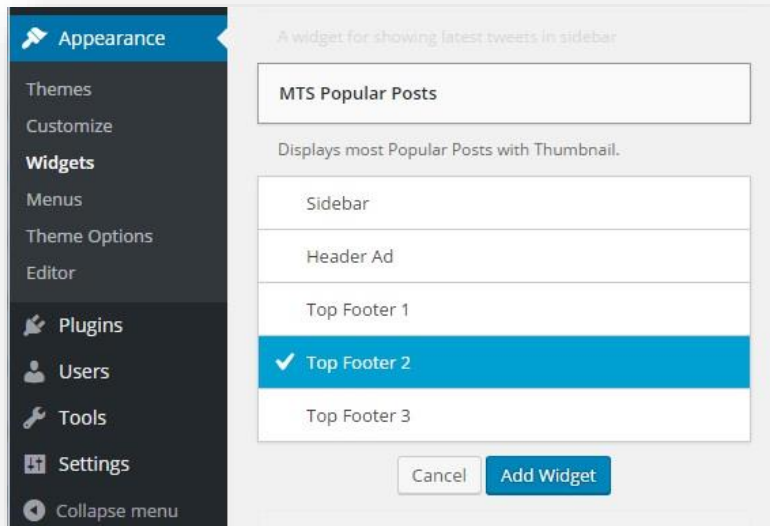 Appearance
Themes
Customize
Widgets
Menus
Theme Options
Editor
Plugins
Users
Tools
Settings
Collapse menu
A widget for showing latest tweets in sidebar
MTS Popular Posts
Displays most Popular Posts with Thumbnail.
Sidebar
Header Ad
Top Footer 1
Top Footer 2
Top Footer 3
Cancel
Add Widget